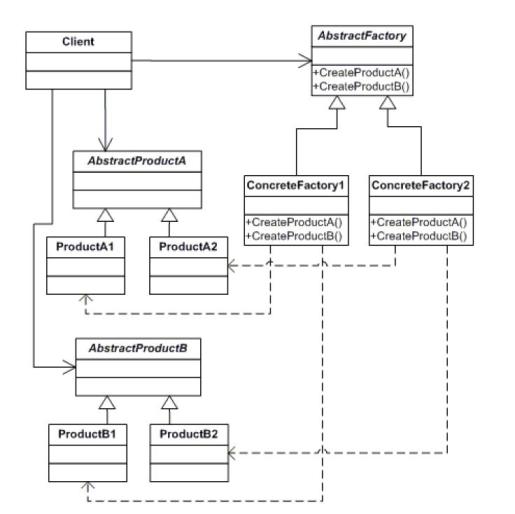 Client
AbstractFactory
+CreateProductA()
+CreateProductB()
AbstractProductA
ConcreteFactory1
+CreateProductA()
+CreateProductB()
ConcreteFactory2
+CreateProductA()
+CreateProductB()
ProductA1
ProductA2
AbstractProductB
ProductB1
ProductB2